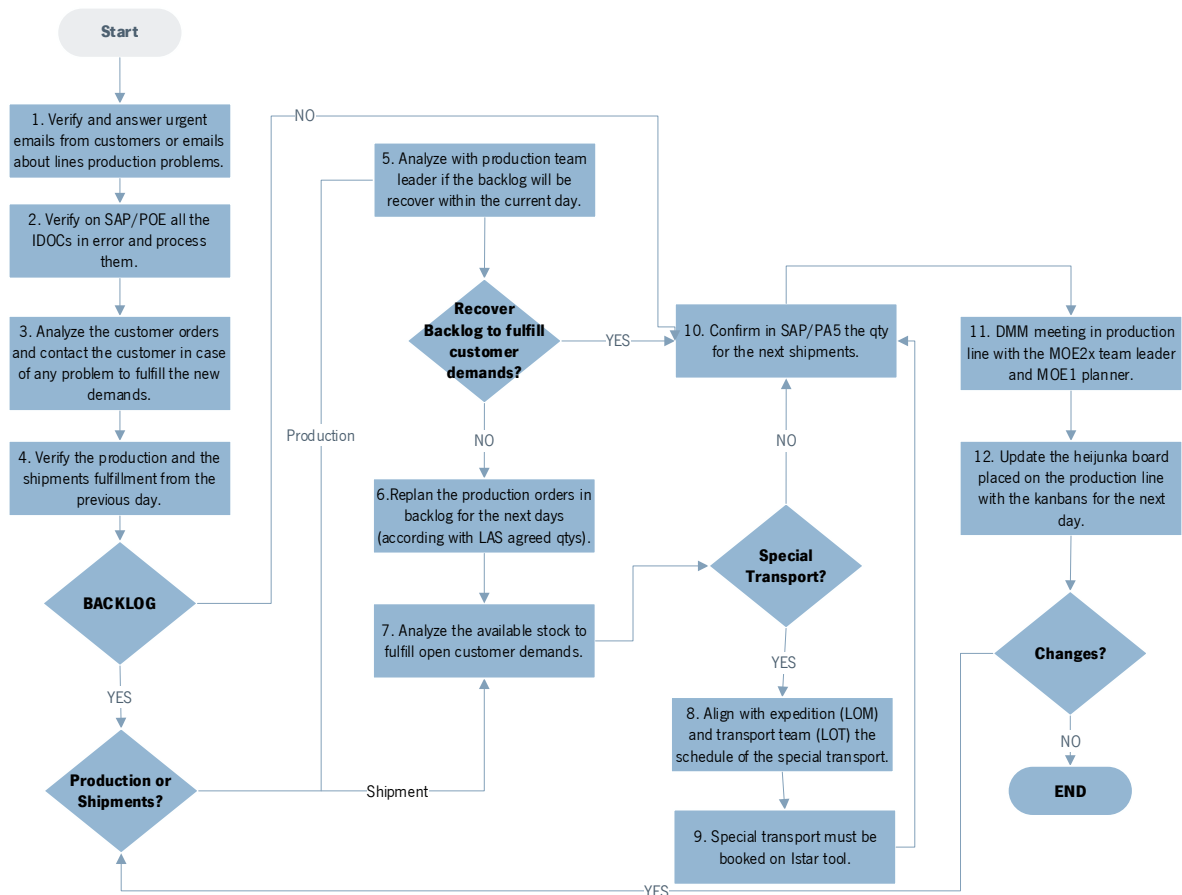 Start
1. Verify and answer urgent
emails from customers or emails
about lines production problems.
2. Verify on SAP/POE all the
IDOCs in error and process
them.
3. Analyze the customer orders
and contact the customer in case
of any problem to fulfill the new
demands.
4. Verify the production and the
shipments fulfillment from the
previous day.
BACKLOG
NO
YES
Production or
Shipments?
Production
Shipment
5. Analyze with production team
leader if the backlog will be
recover within the current day.
Recover
Backlog to fulfill
customer
demands?
YES
NO
6.Replan the production orders in
backlog for the next days
(according with LAS agreed qtys).
7. Analyze the available stock to
fulfill open customer demands.
Special
Transport?
NO
YES
8. Align with expedition (LOM)
and transport team (LOT) the
schedule of the special transport.
9. Special transport must be
booked on Istar tool.
10. Confirm in SAP/PA5 the qty
for the next shipments.
11. DMM meeting in production
line with the MOE2x team leader
and MOE1 planner.
12. Update the heijunka board
placed on the production line
with the kanbans for the next
day.
Changes?
YES
NO
END